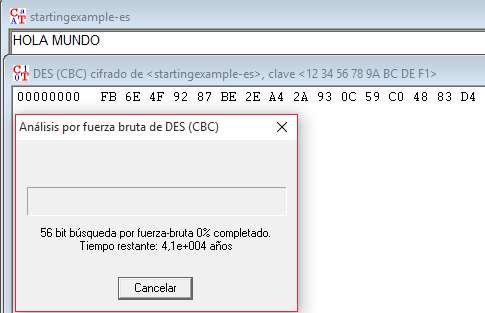 startingexample-es
HOLA MUNDO
DES (CBC) cifrado de <startingexample-es>, clave <12 34 56 78 9A BC DE F1>
00000000 FB 6E 4F 92 87 BE 2E A4 2A 93 0C 59 C0 48 83 D4
Análisis por fuerza bruta de DES (CBC)
56 bit búsqueda por fuerza-bruta 0% completado.
Tiempo restante: 4,1e+004 años
Cancelar